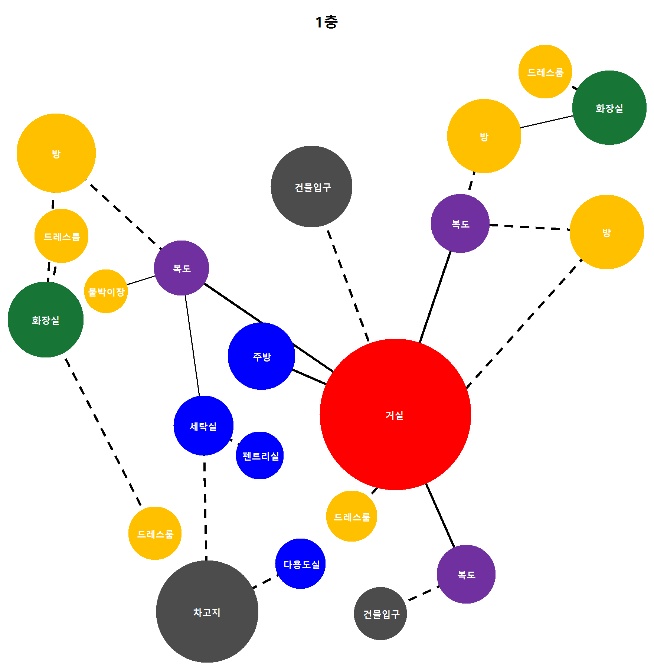 1충
드레스룸
화장실
방
방
건물입구
드레스룸
복도
방
복도
붙박이장
화장실
주방
거실
세탁실
펜트리실
드레스룸
드레스룸
다용도실
복도
차고지
건물입구